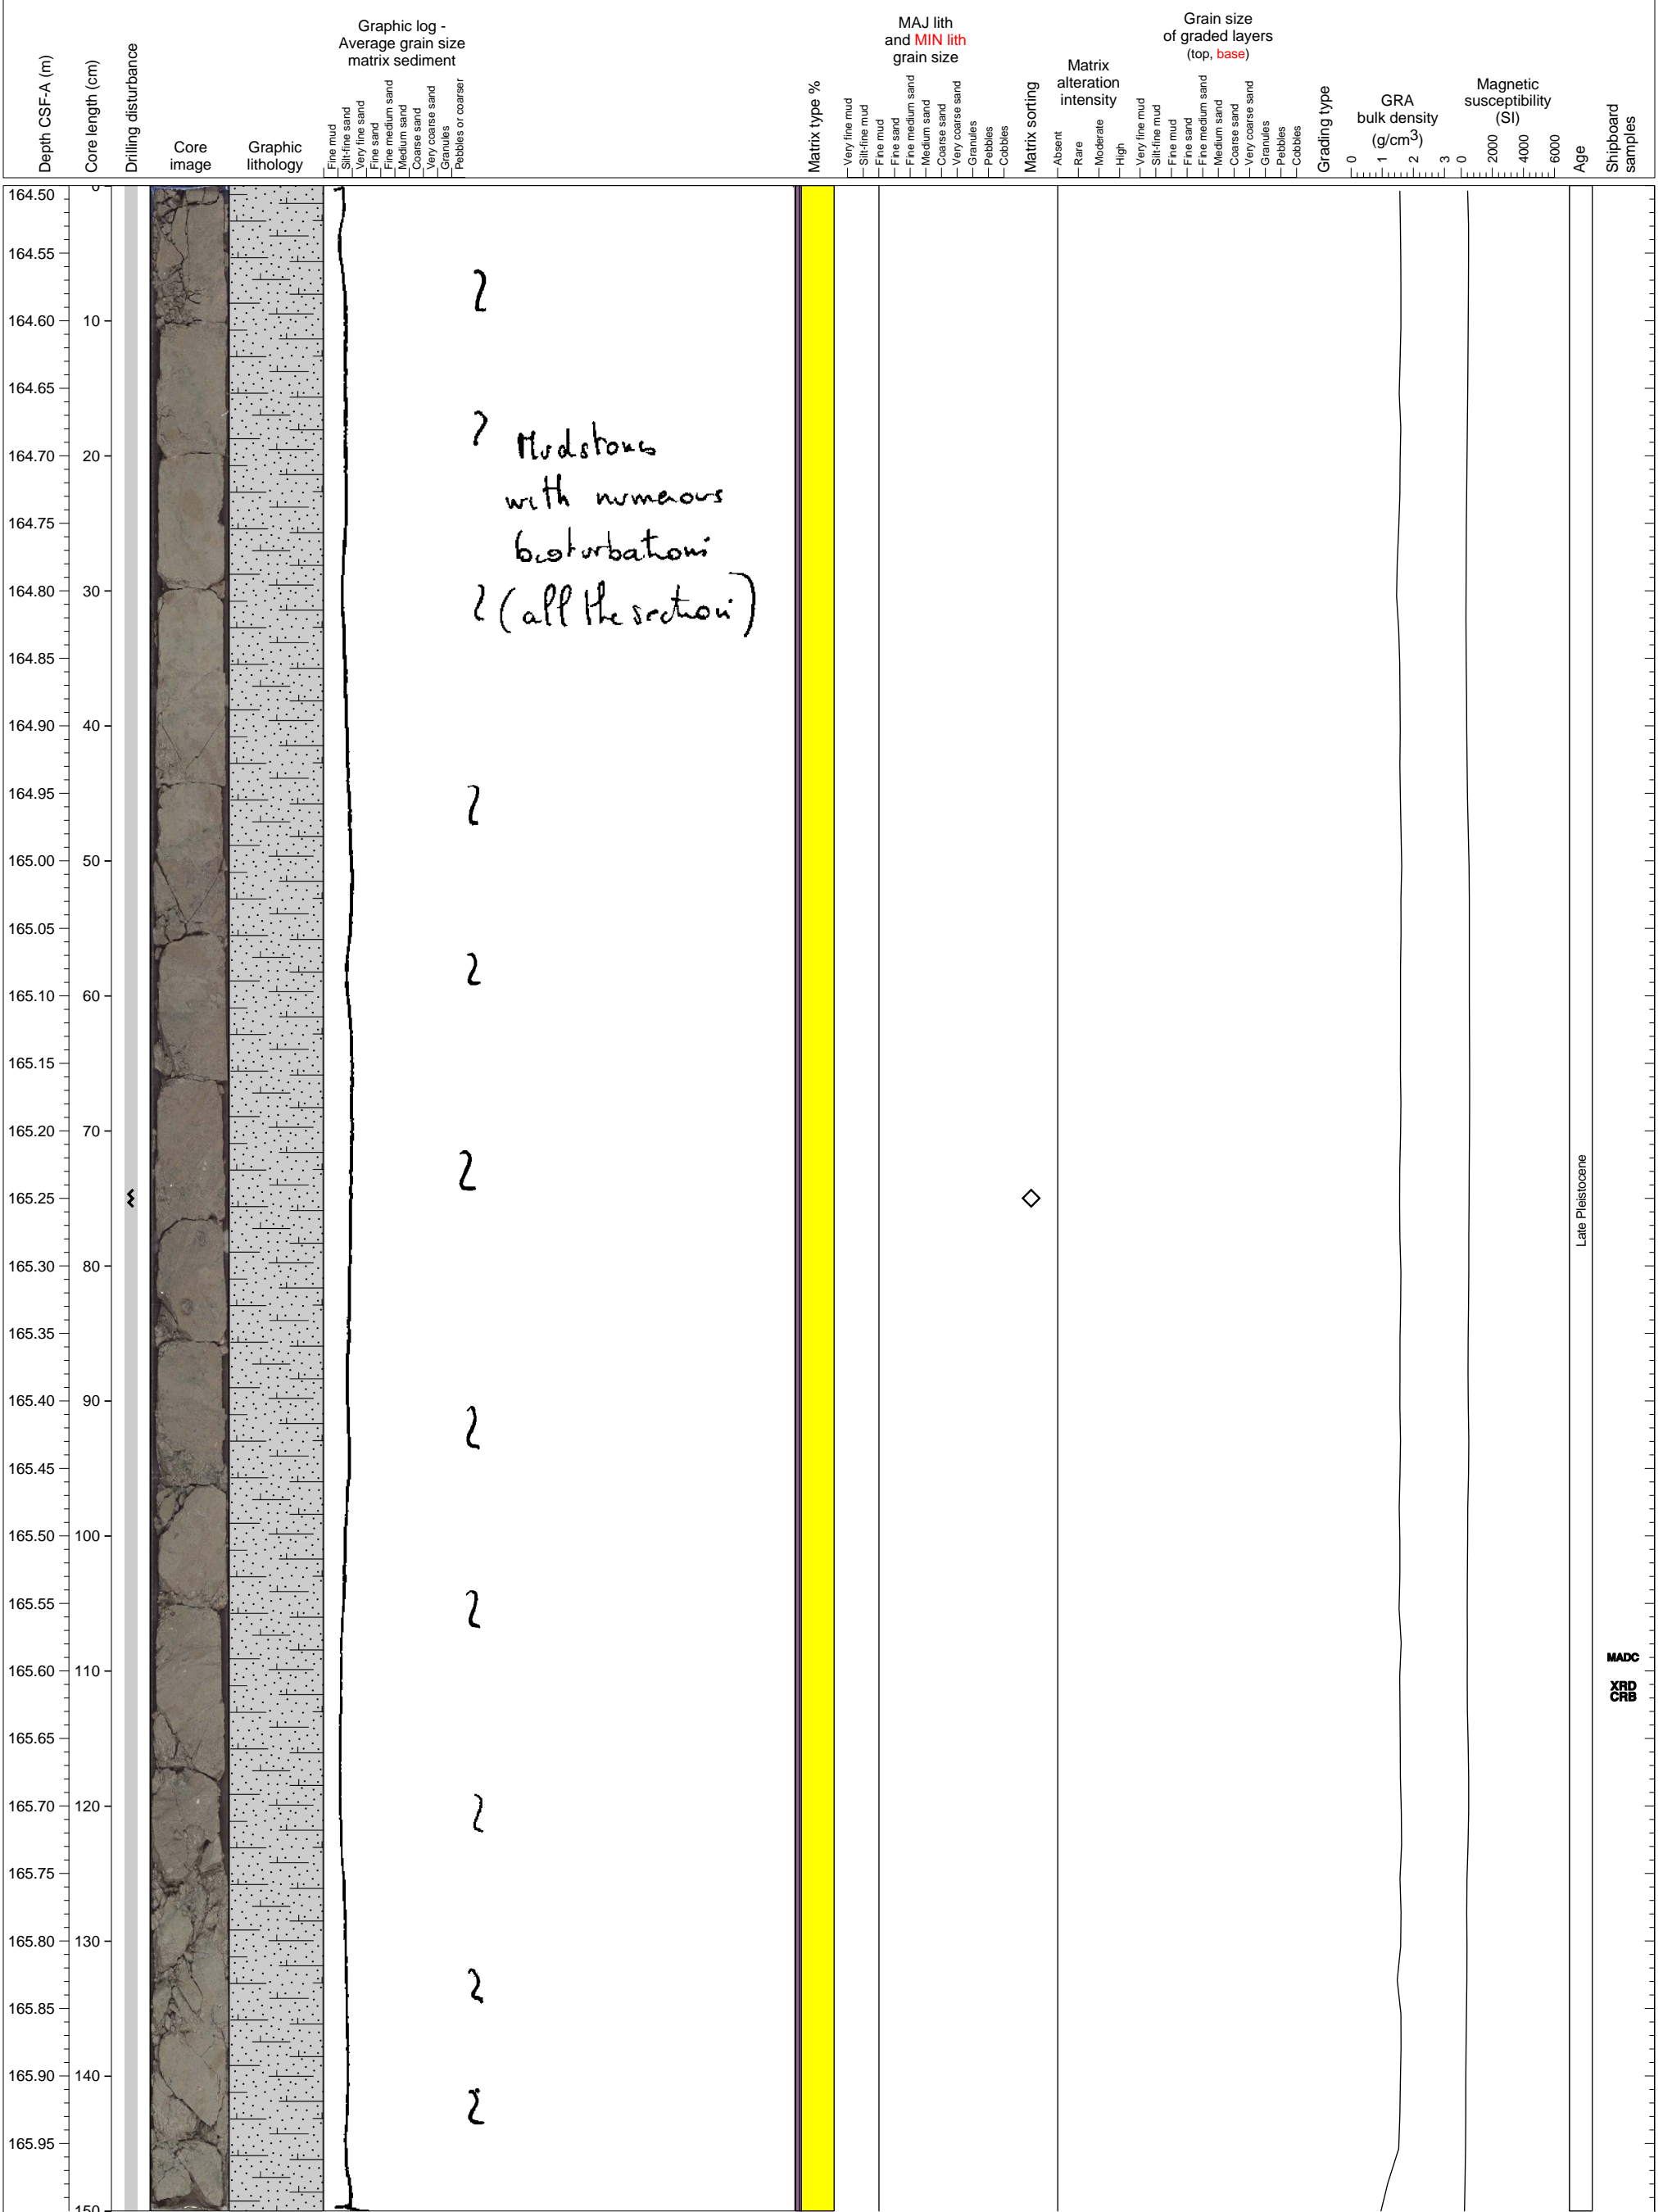 Depth CSF-A (m)
Core length (cm)
Drilling disturbance
Core
image
Graphic
lithology
Graphic log -
Average grain size
matrix sediment
Fine mud
Silt-fine sand
Very fine sand
Fine sand
Fine medium sand
Medium sand
Coarse sand
Very coarse sand
Granules
Pebbles or coarser
Matrix type %
MAJ lith
and MIN lith
grain size
Very fine mud
Silt-fine mud
Fine mud
Fine sand
Fine medium sand
Medium sand
Coarse sand
Very coarse sand
Granules
Pebbles
Cobbles
Matrix sorting
Matrix
alteration
intensity
Absent
Rare
Moderate
High
Grain size
of graded layers
(top, base)
Very fine mud
Silt-fine mud
Fine mud
Fine sand
Fine medium sand
Medium sand
Coarse sand
Very coarse sand
Granules
Pebbles
Cobbles
Grading type
GRA
bulk density
(g/cm3)
0 1 2 3
Magnetic
susceptibility
(SI)
0 2000 4000 6000
Age
Shipboard
samples
164.50 0
164.55
164.60 10
164.65
164.70 20
164.75
164.80 30
164.85
164.90 40
164.95
165.00 50
165.05
165.10 60
165.15
165.20 70
165.25
165.30 80
165.35
165.40 90
165.45
165.50 100
165.55
165.60 110
165.65
165.70 120
165.75
165.80 130
165.85
165.90 140
165.95
150
Mudstones
with numerous
bioturbations
(all the section)
Late Pleistocene
MADC
XRD
CRB